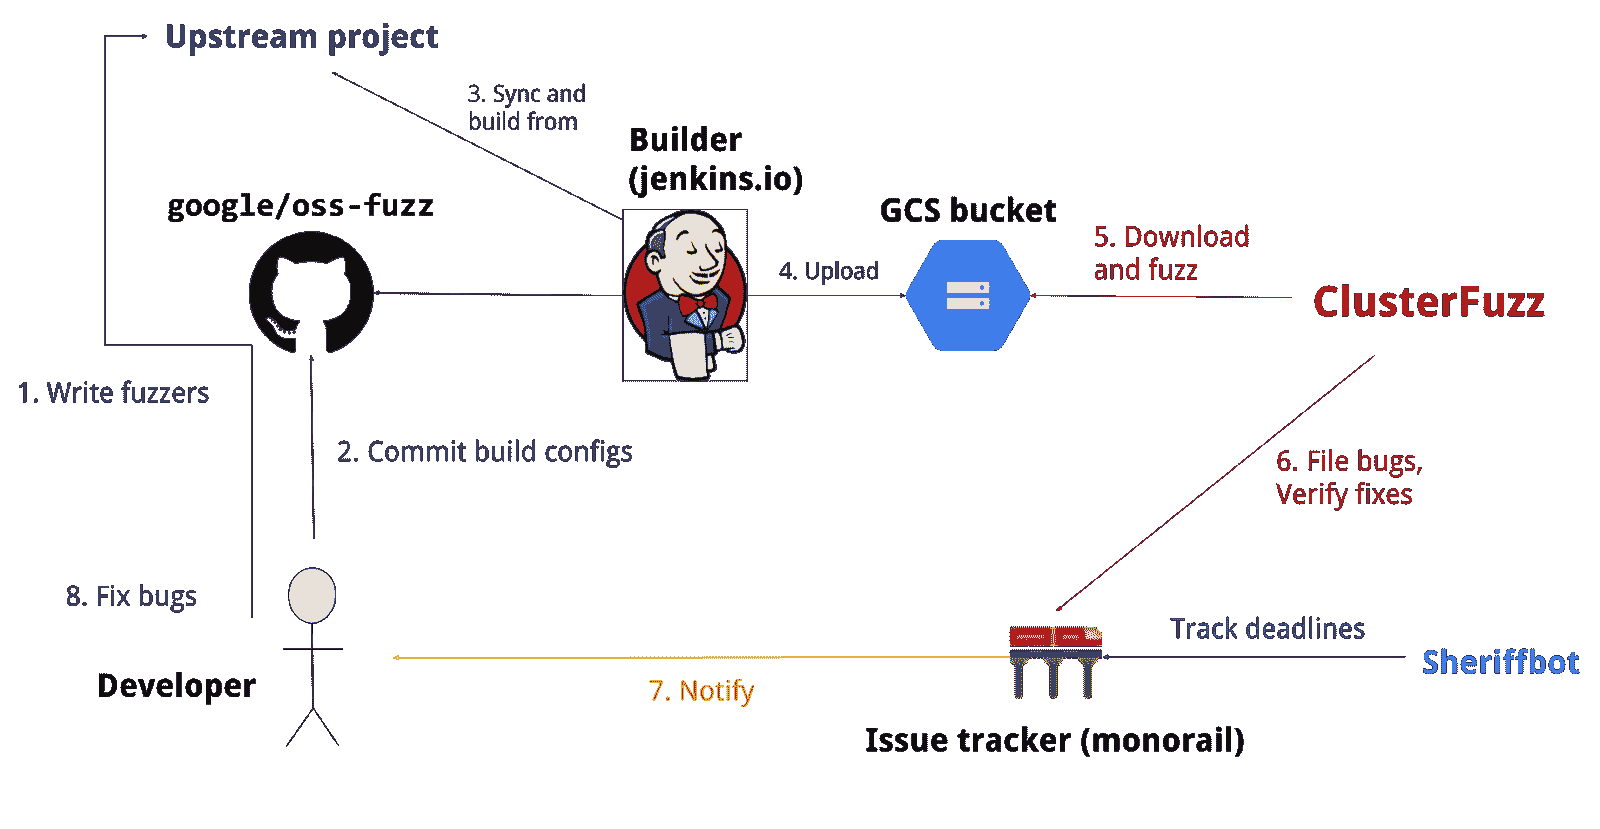 Upstream project
3. Sync and
build from
Builder
(jenkins.io)
google/oss-fuzz
GCS bucket
4. Upload
5. Download
and fuzz
ClusterFuzz
1. Write fuzzers
2. Commit build configs
6. File bugs,
Verify fixes
8. Fix bugs
Developer
7. Notify
Track deadlines
Sheriffbot
Issue tracker (monorail)